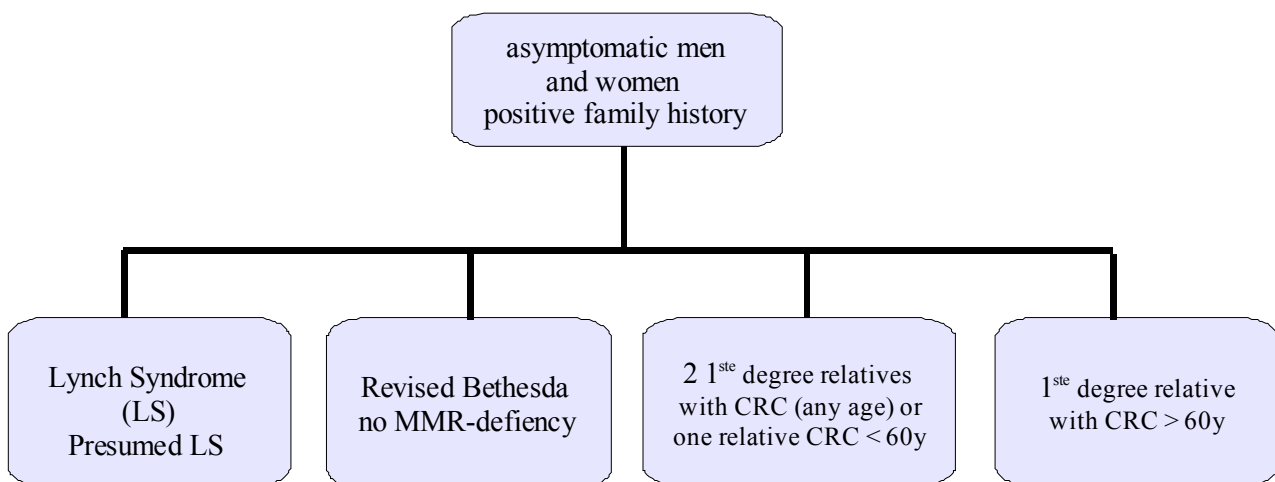 asymptomatic men
and women
positive family history
Lynch Syndrome
(LS)
Presumed LS
Revised Bethesda
no MMR-defiency
2 1ste degree relatives
with CRC (any age) or
one relative CRC < 60y
1ste degree relative
with CRC > 60y